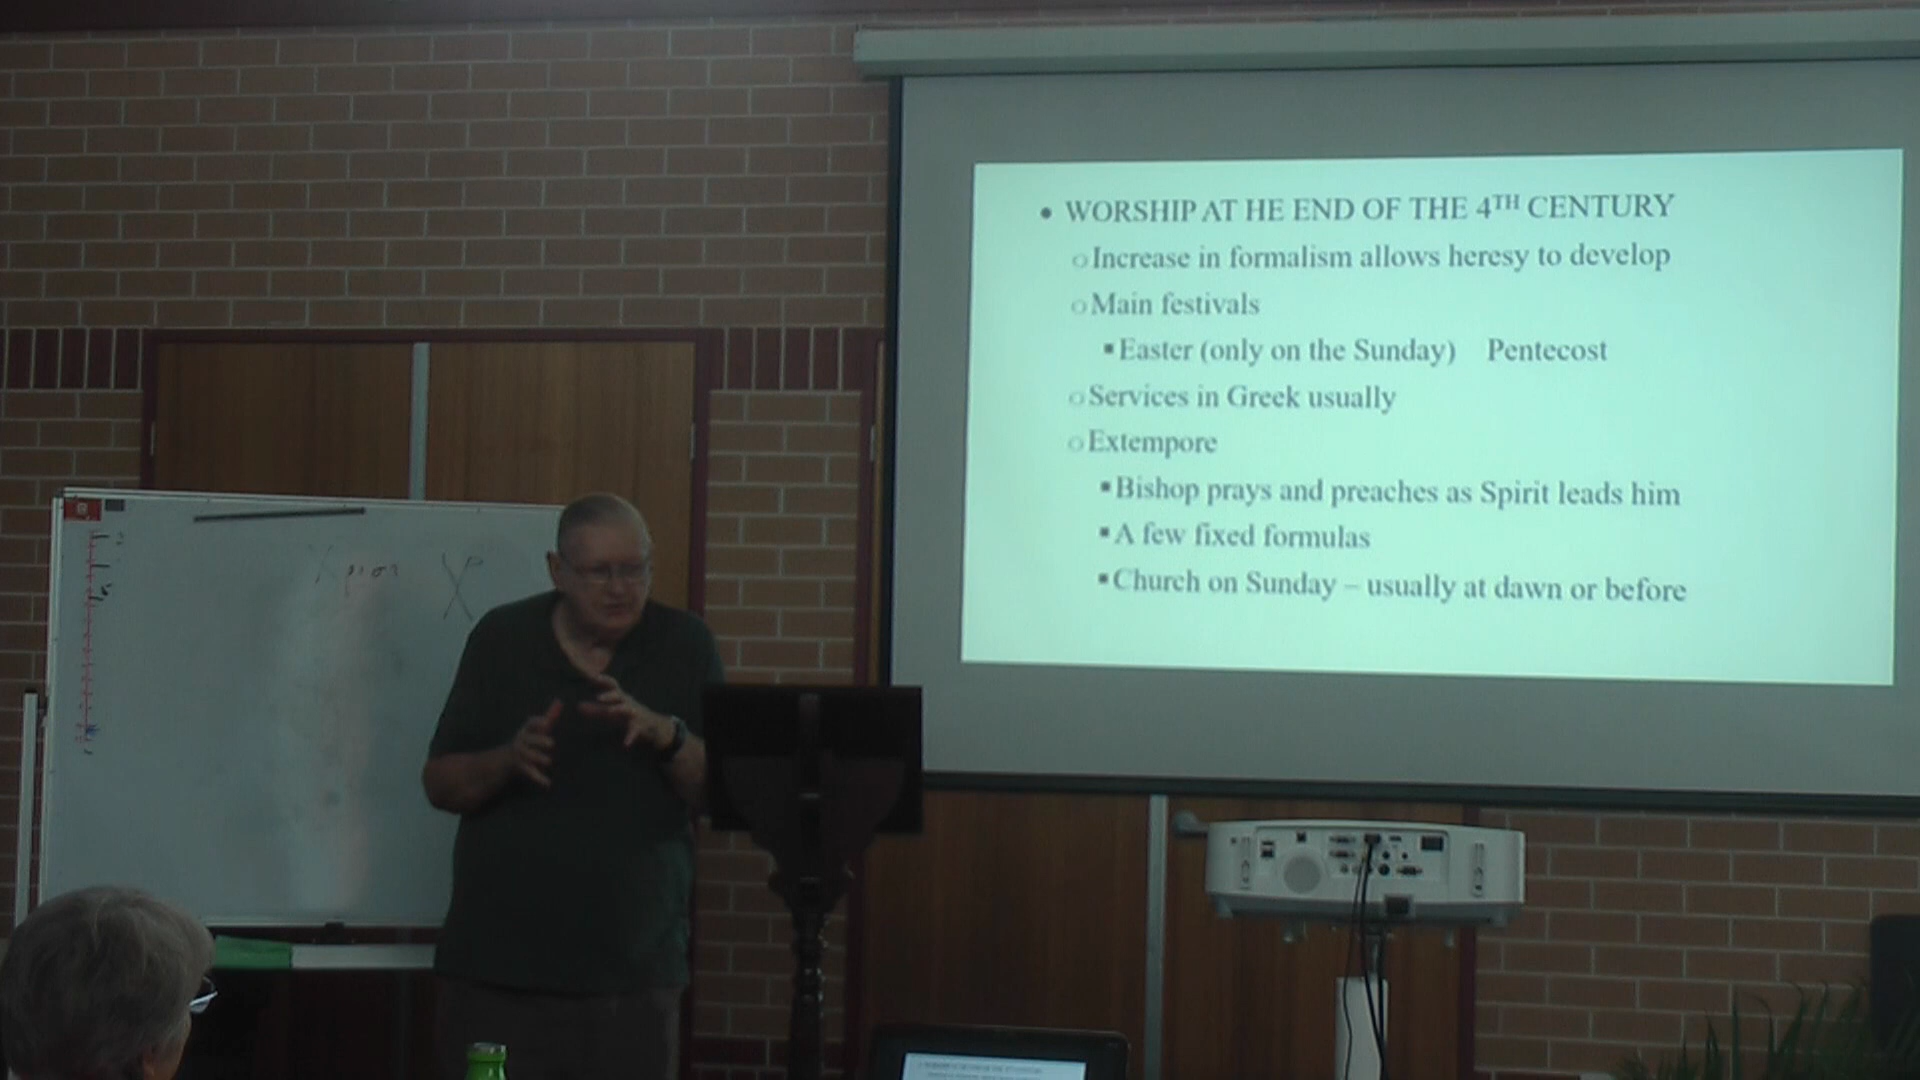 • WORSHIP AT HE END OF THE 4TH CENTURY
○ Increase in formalism allows heresy to develop
○ Main festivals
▪ Easter (only on the Sunday) Pentecost
○ Services in Greek usually
○ Extempore
▪ Bishop prays and preaches as Spirit leads him
▪ A few fixed formulas
▪ Church on Sunday – usually at dawn or before